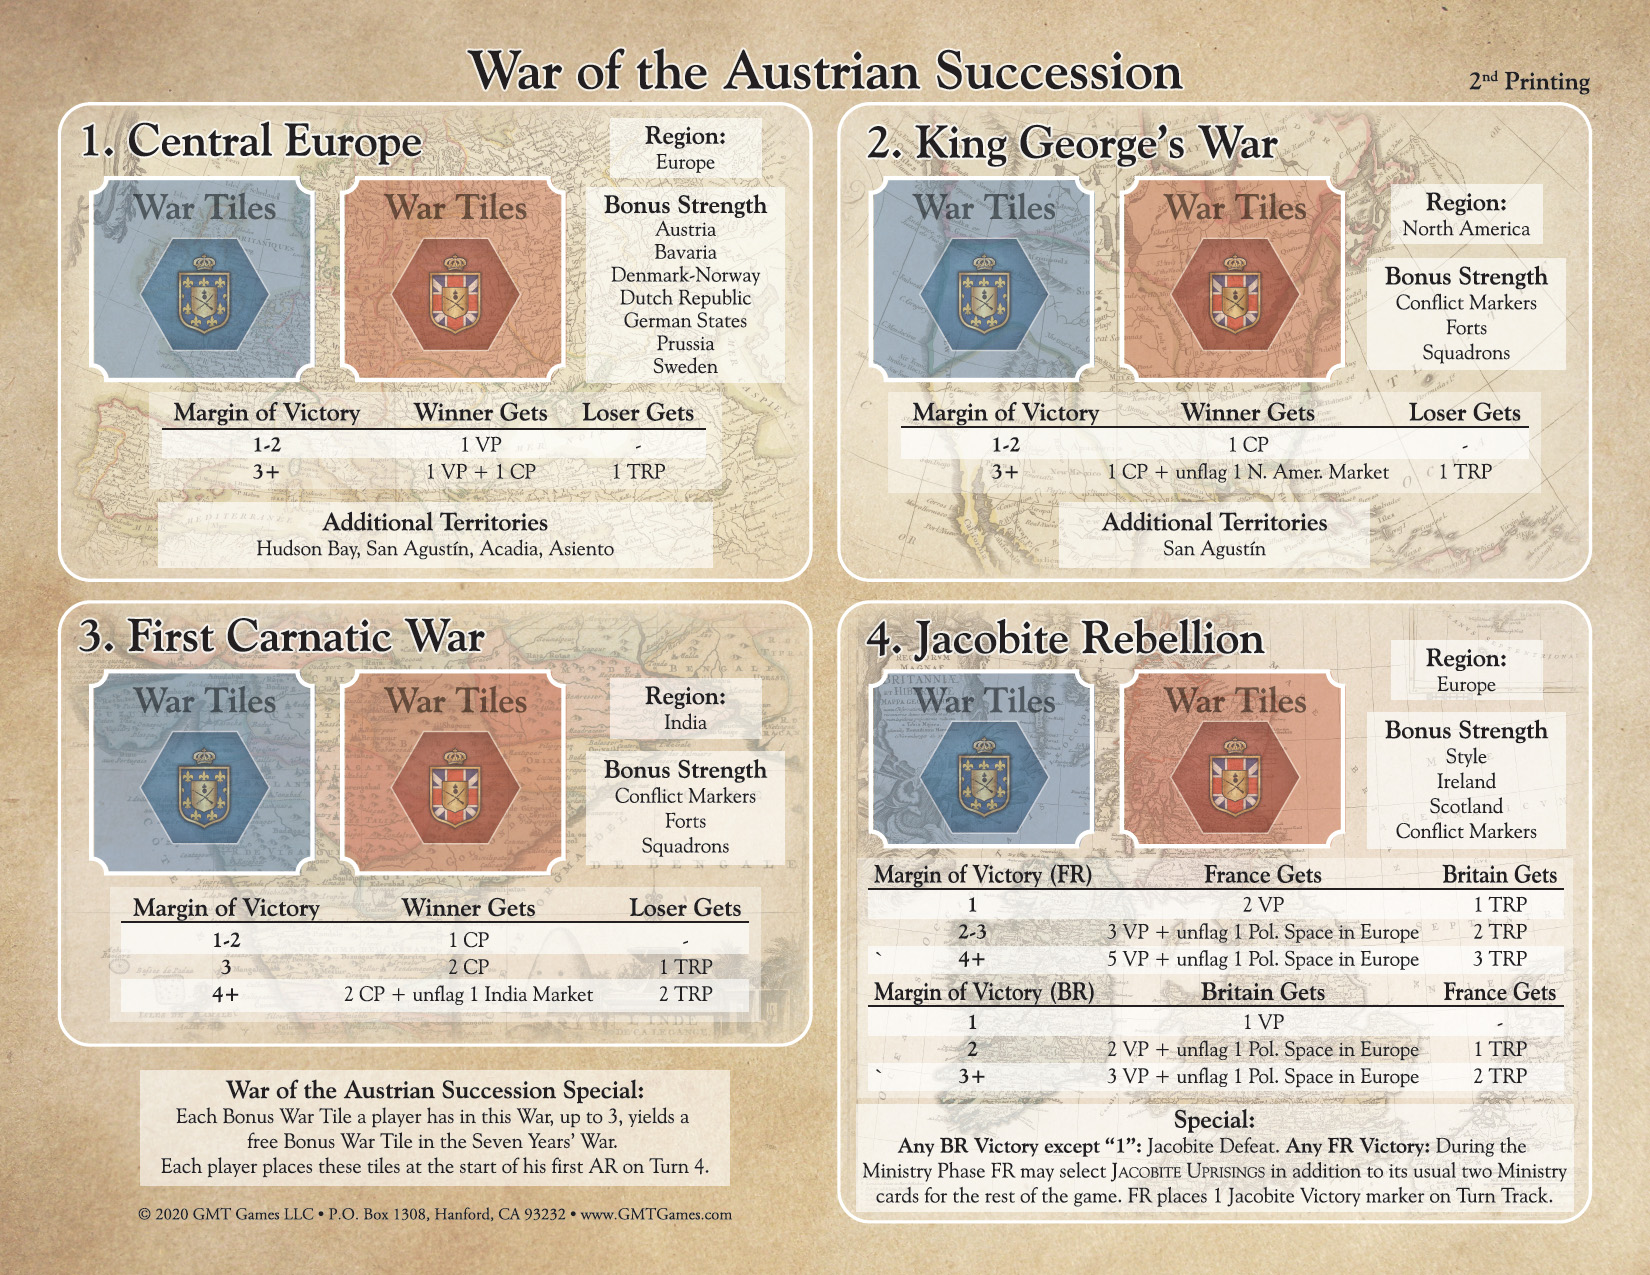 War of the Austrian Succession
2nd Printing
1. Central Europe
War Tiles
War Tiles
Region:
Europe
Bonus Strength
Austria
Bavaria
Denmark-Norway
Dutch Republic
German States
Prussia
Sweden
Margin of Victory Winner Gets Loser Gets
1-2 1 VP -
3+ 1 VP + 1 CP 1 TRP
Additional Territories
Hudson Bay, San Agustín, Acadia, Asiento
2. King George's War
War Tiles
War Tiles
Region:
North America
Bonus Strength
Conflict Markers
Forts
Squadrons
Margin of Victory Winner Gets Loser Gets
1-2 1 CP -
3+ 1 CP + unflag 1 N. Amer. Market 1 TRP
Additional Territories
San Agustín
3. First Carnatic War
War Tiles
War Tiles
Region:
India
Bonus Strength
Conflict Markers
Forts
Squadrons
Margin of Victory Winner Gets Loser Gets
1-2 1 CP -
3 2 CP 1 TRP
4+ 2 CP + unflag 1 India Market 2 TRP
War of the Austrian Succession Special:
Each Bonus War Tile a player has in this War, up to 3, yields a
free Bonus War Tile in the Seven Years' War.
Each player places these tiles at the start of his first AR on Turn 4.
© 2020 GMT Games LLC • P.O. Box 1308, Hanford, CA 93232 • www.GMTGames.com
4. Jacobite Rebellion
War Tiles
War Tiles
Region:
Europe
Bonus Strength
Style
Ireland
Scotland
Conflict Markers
Margin of Victory (FR) France Gets Britain Gets
1 2 VP 1 TRP
2-3 3 VP + unflag 1 Pol. Space in Europe 2 TRP
` 4+ 5 VP + unflag 1 Pol. Space in Europe 3 TRP
Margin of Victory (BR) Britain Gets France Gets
1 1 VP -
2 2 VP + unflag 1 Pol. Space in Europe 1 TRP
` 3+ 3 VP + unflag 1 Pol. Space in Europe 2 TRP
Special:
Any BR Victory except “1”: Jacobite Defeat. Any FR Victory: During the
Ministry Phase FR may select JACOBITE UPRISINGS in addition to its usual two Ministry
cards for the rest of the game. FR places 1 Jacobite Victory marker on Turn Track.